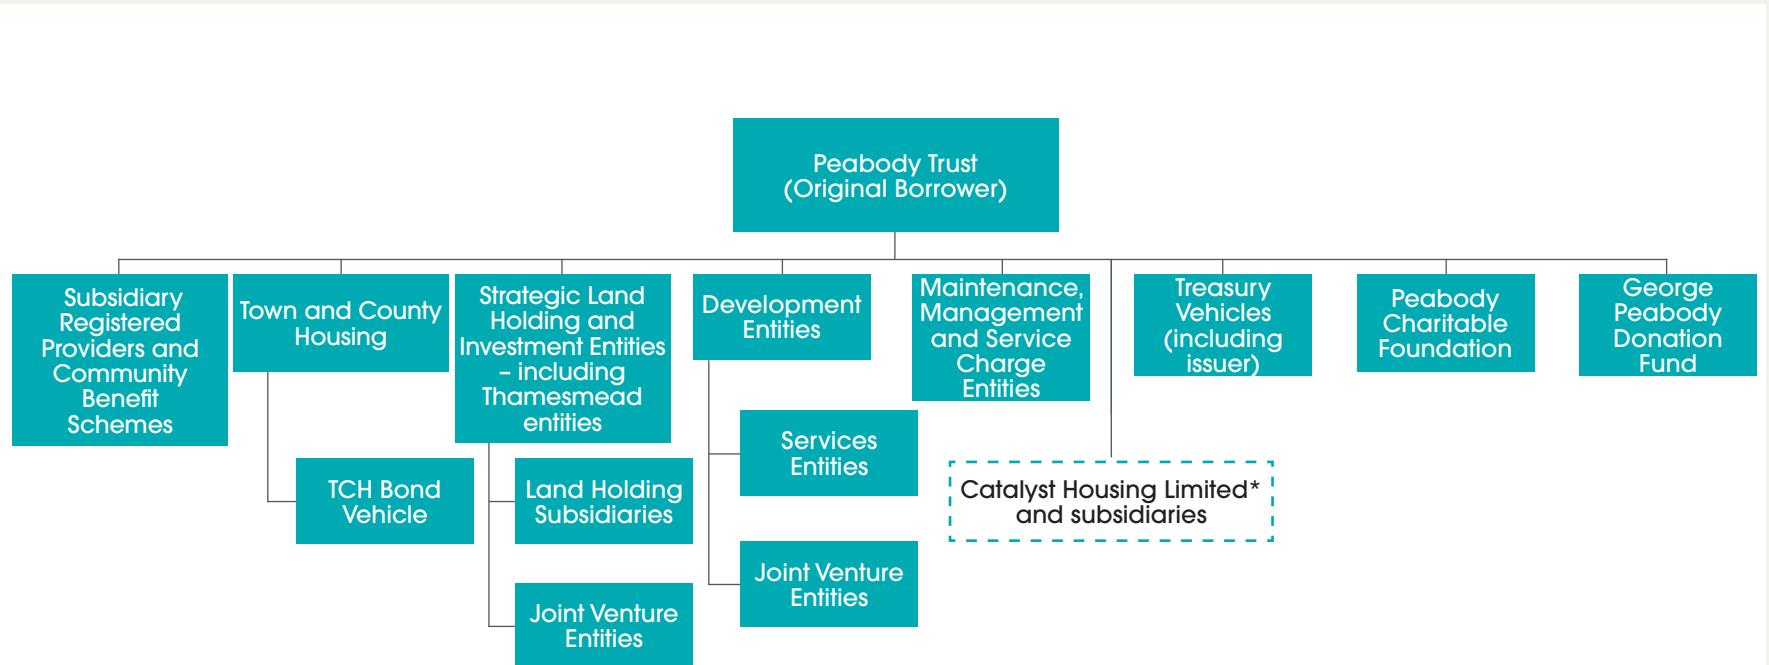 Peabody Trust
(Original Borrower)
Subsidiary
Registered
Providers and
Community
Benefit
Schemes
Town and County
Housing
Strategic Land
Holding and
Investment Entities
– including
Thamesmead
entities
Development
Entities
Maintenance,
Management
and Service
Charge
Entities
Treasury
Vehicles
(including
issuer)
Peabody
Charitable
Foundation
George
Peabody
Donation
Fund
TCH Bond
Vehicle
Land Holding
Subsidiaries
Joint Venture
Entities
Services
Entities
Joint Venture
Entities
Catalyst Housing Limited*
and subsidiaries